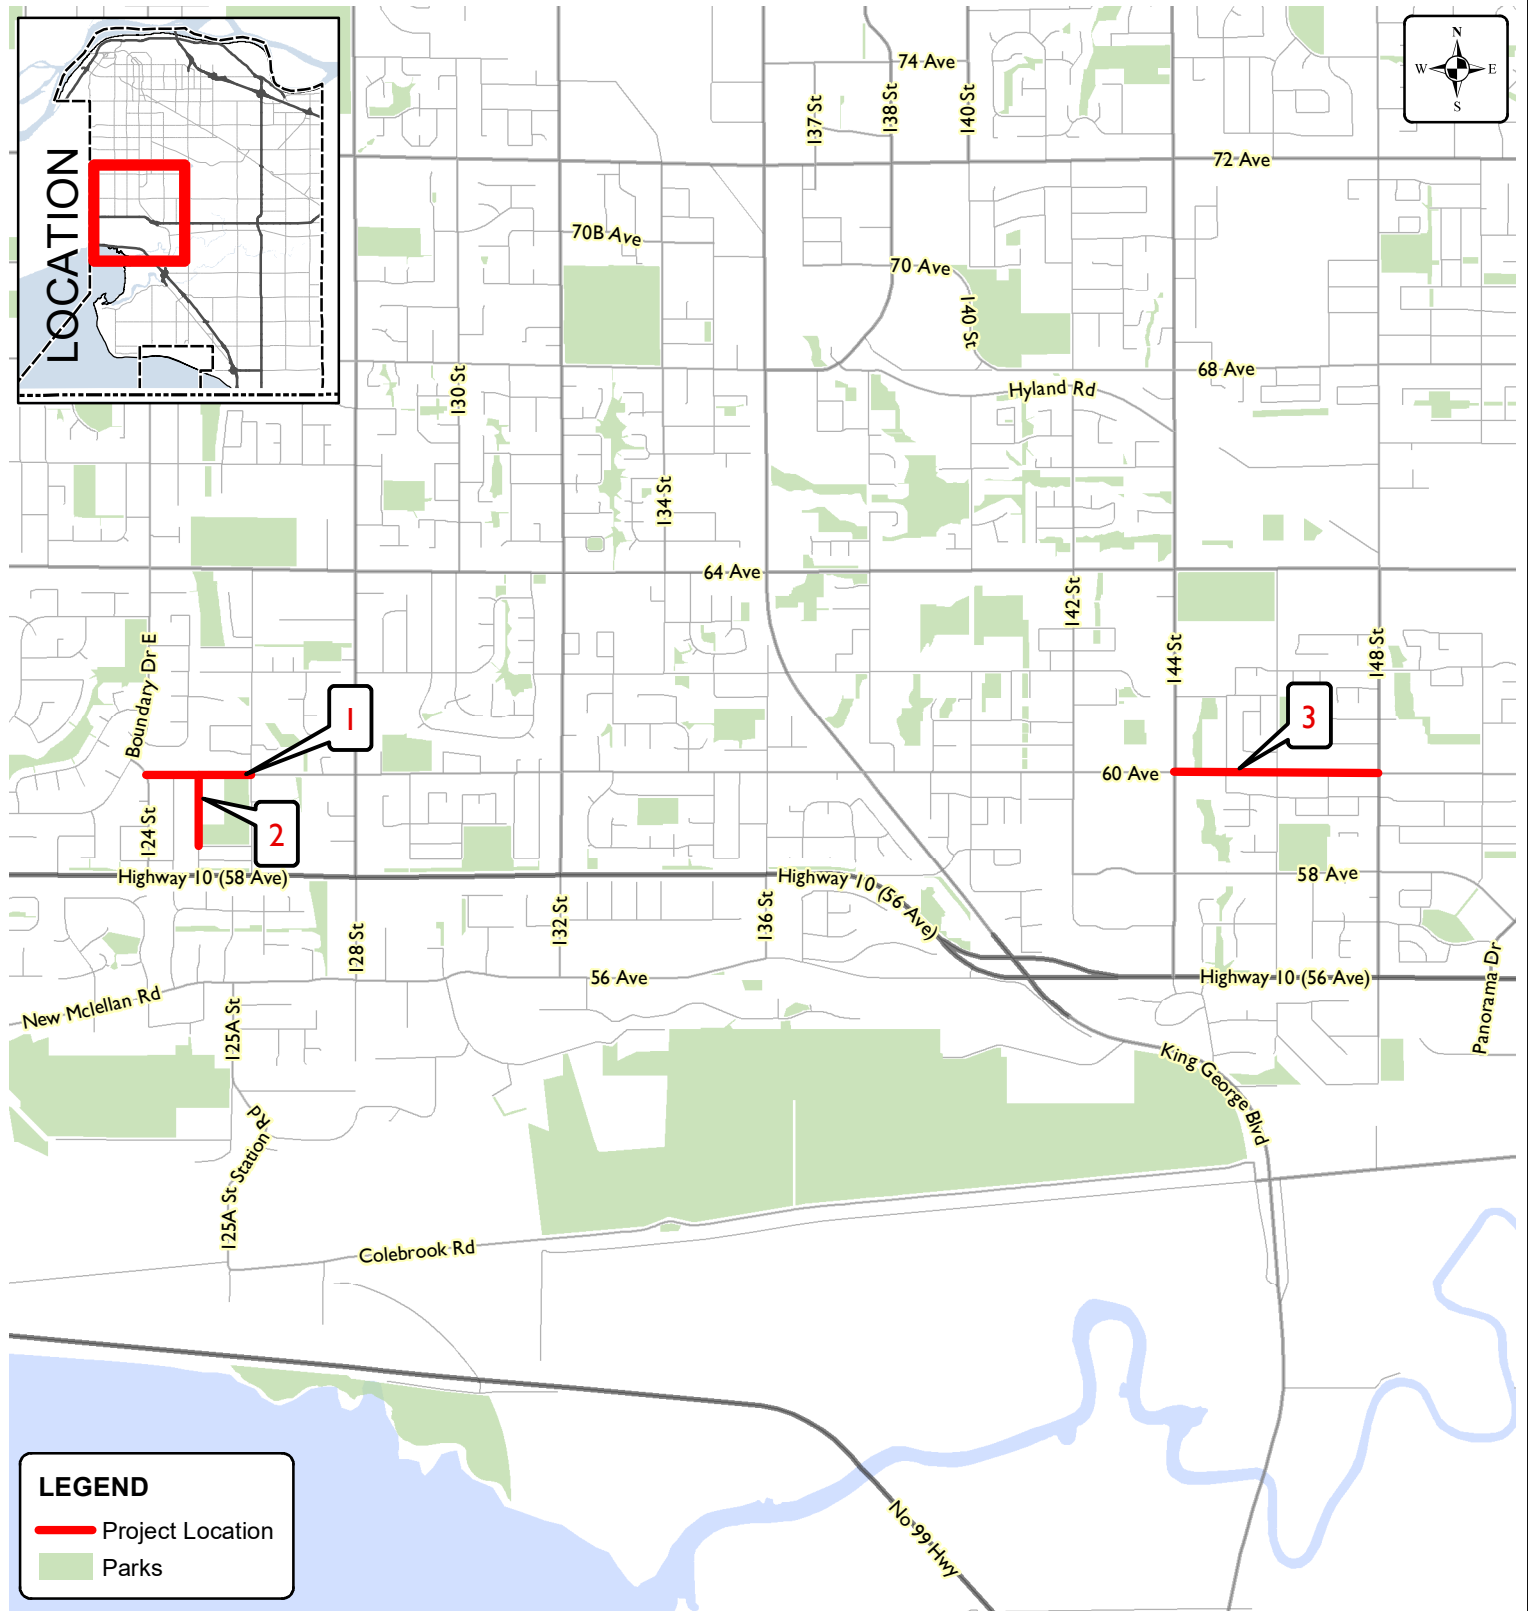 LOCATION
N
W
E
S
74 Ave
137 St
138 St
140 St
72 Ave
70B Ave
70 Ave
140 St
68 Ave
Hyland Rd
130 St
134 St
64 Ave
142 St
144 St
148 St
Boundary Dr E
1
3
60 Ave
2
124 St
Highway 10 (58 Ave)
Highway 10 (56 Ave)
58 Ave
128 St
132 St
136 St
56 Ave
Highway 10 (56 Ave)
Panorama Dr
New Mclellan Rd
125A St
King George Blvd
Station Rd
125A St
Colebrook Rd
No 99 Hwy
LEGEND
Project Location
Parks